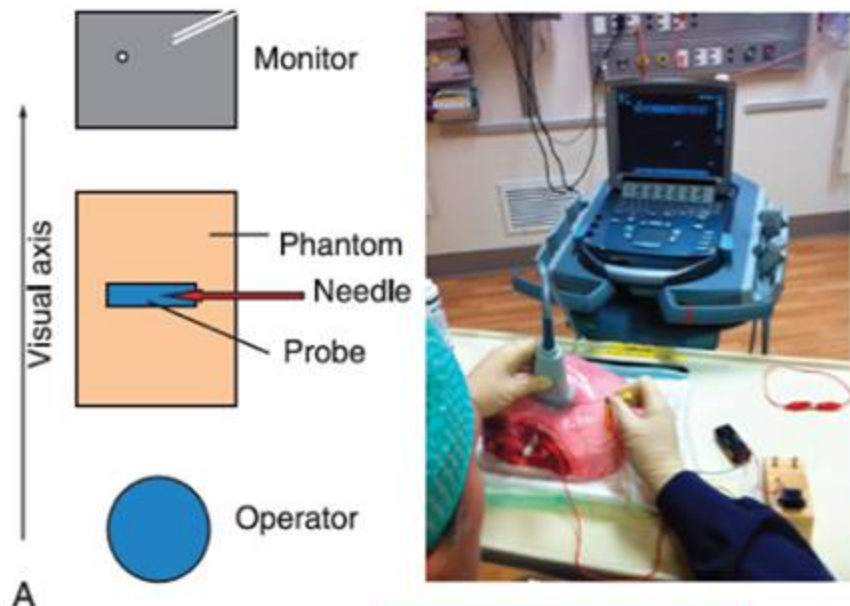 Monitor
Visual axis
Phantom
Needle
Probe
Operator
A